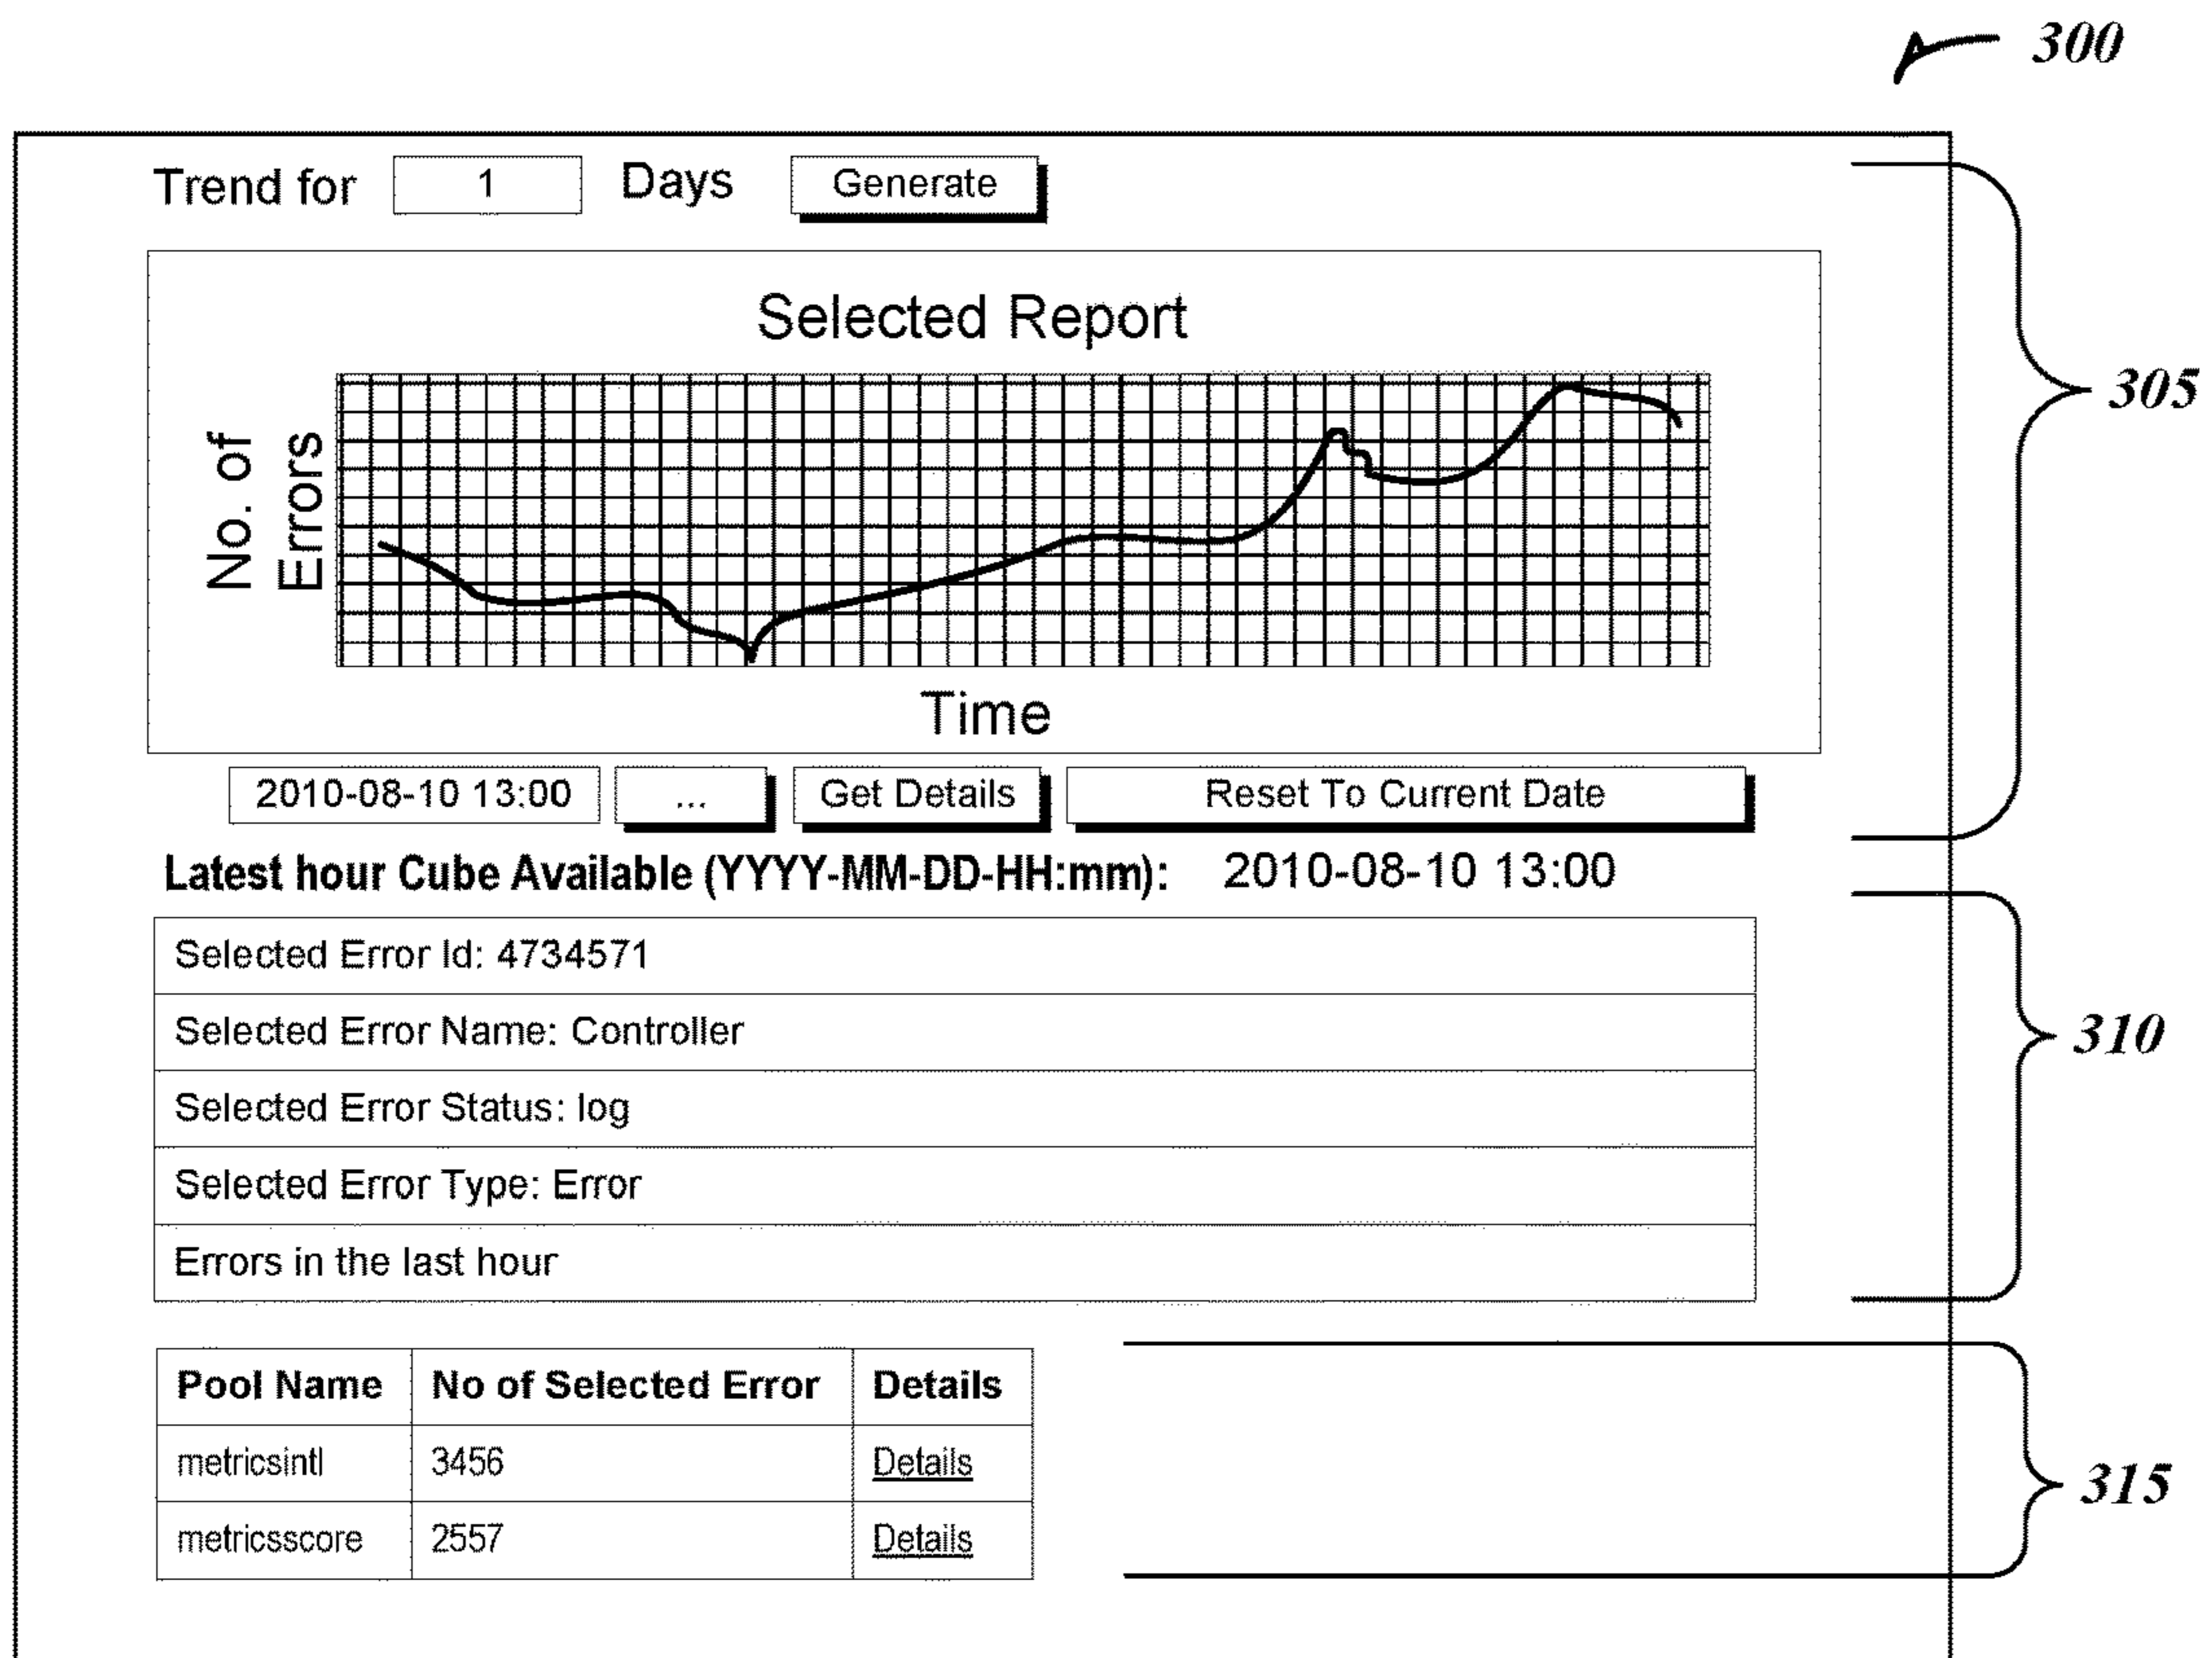 300
Trend for 1 Days Generate
Selected Report
305
No. of
Errors
Time
2010-08-10 13:00 ... Get Details Reset To Current Date
Latest hour Cube Available (YYYY-MM-DD-HH:mm): 2010-08-10 13:00
Selected Error Id: 4734571
Selected Error Name: Controller
310
Selected Error Status: log
Selected Error Type: Error
Errors in the last hour
Pool Name No of Selected Error Details
metricsintl 3456 Details
315
metricsscore 2557 Details